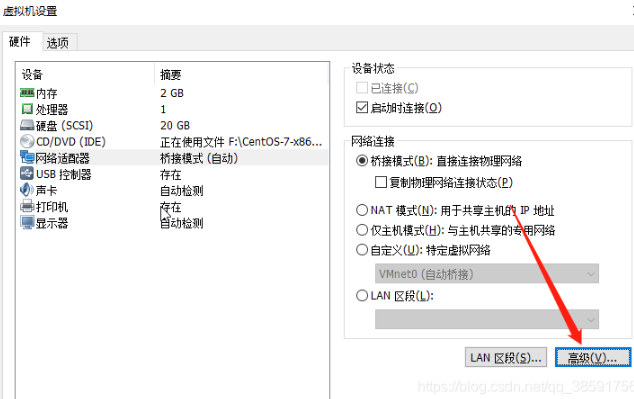 虚拟机设置
硬件 选项
设备 摘要
内存 2 GB
处理器 1
硬盘 (SCSI) 20 GB
CD/DVD (IDE) 正在使用文件 F:\CentOS-7-x86...
网络适配器 桥接模式 (自动)
USB 控制器 存在
声卡 自动检测
打印机 存在
显示器 自动检测
设备状态
已连接(C)
启动时连接(O)
网络连接
桥接模式(B): 直接连接物理网络
复制物理网络连接状态(P)
NAT 模式(N): 用于共享主机的 IP 地址
仅主机模式(H): 与主机共享的专用网络
自定义(U): 特定虚拟网络
VMnet0 (自动桥接)
LAN 区段(L):
LAN 区段(S)... 高级(V)...
https://blog.csdn.net/qq_38591756